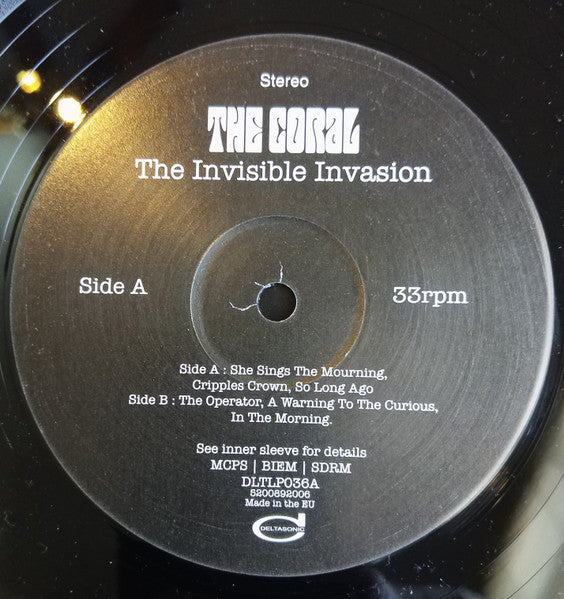 Stereo
THE CORAL
The Invisible Invasion
Side A
33rpm
Side A : She Sings The Mourning,
Cripples Crown, So Long Ago
Side B : The Operator, A Warning To The Curious,
In The Morning.
See inner sleeve for details
MCPS | BIEM | SDRM
DLTLP036A
5200892006
Made in the EU
DELTASONIC